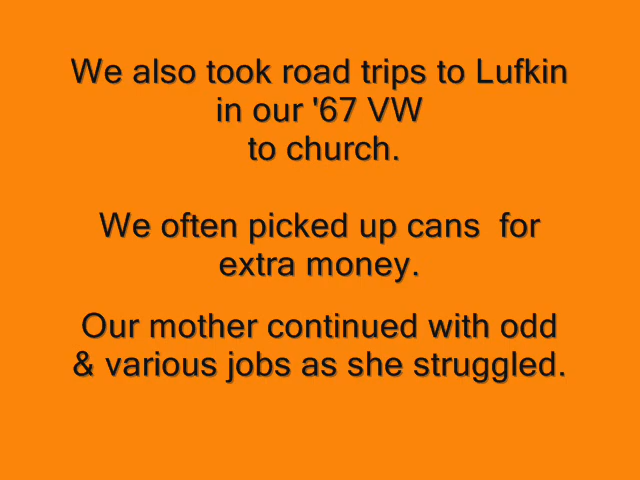 We also took road trips to Lufkin
in our '67 VW
to church.
We often picked up cans  for
extra money.
Our mother continued with odd
& various jobs as she struggled.